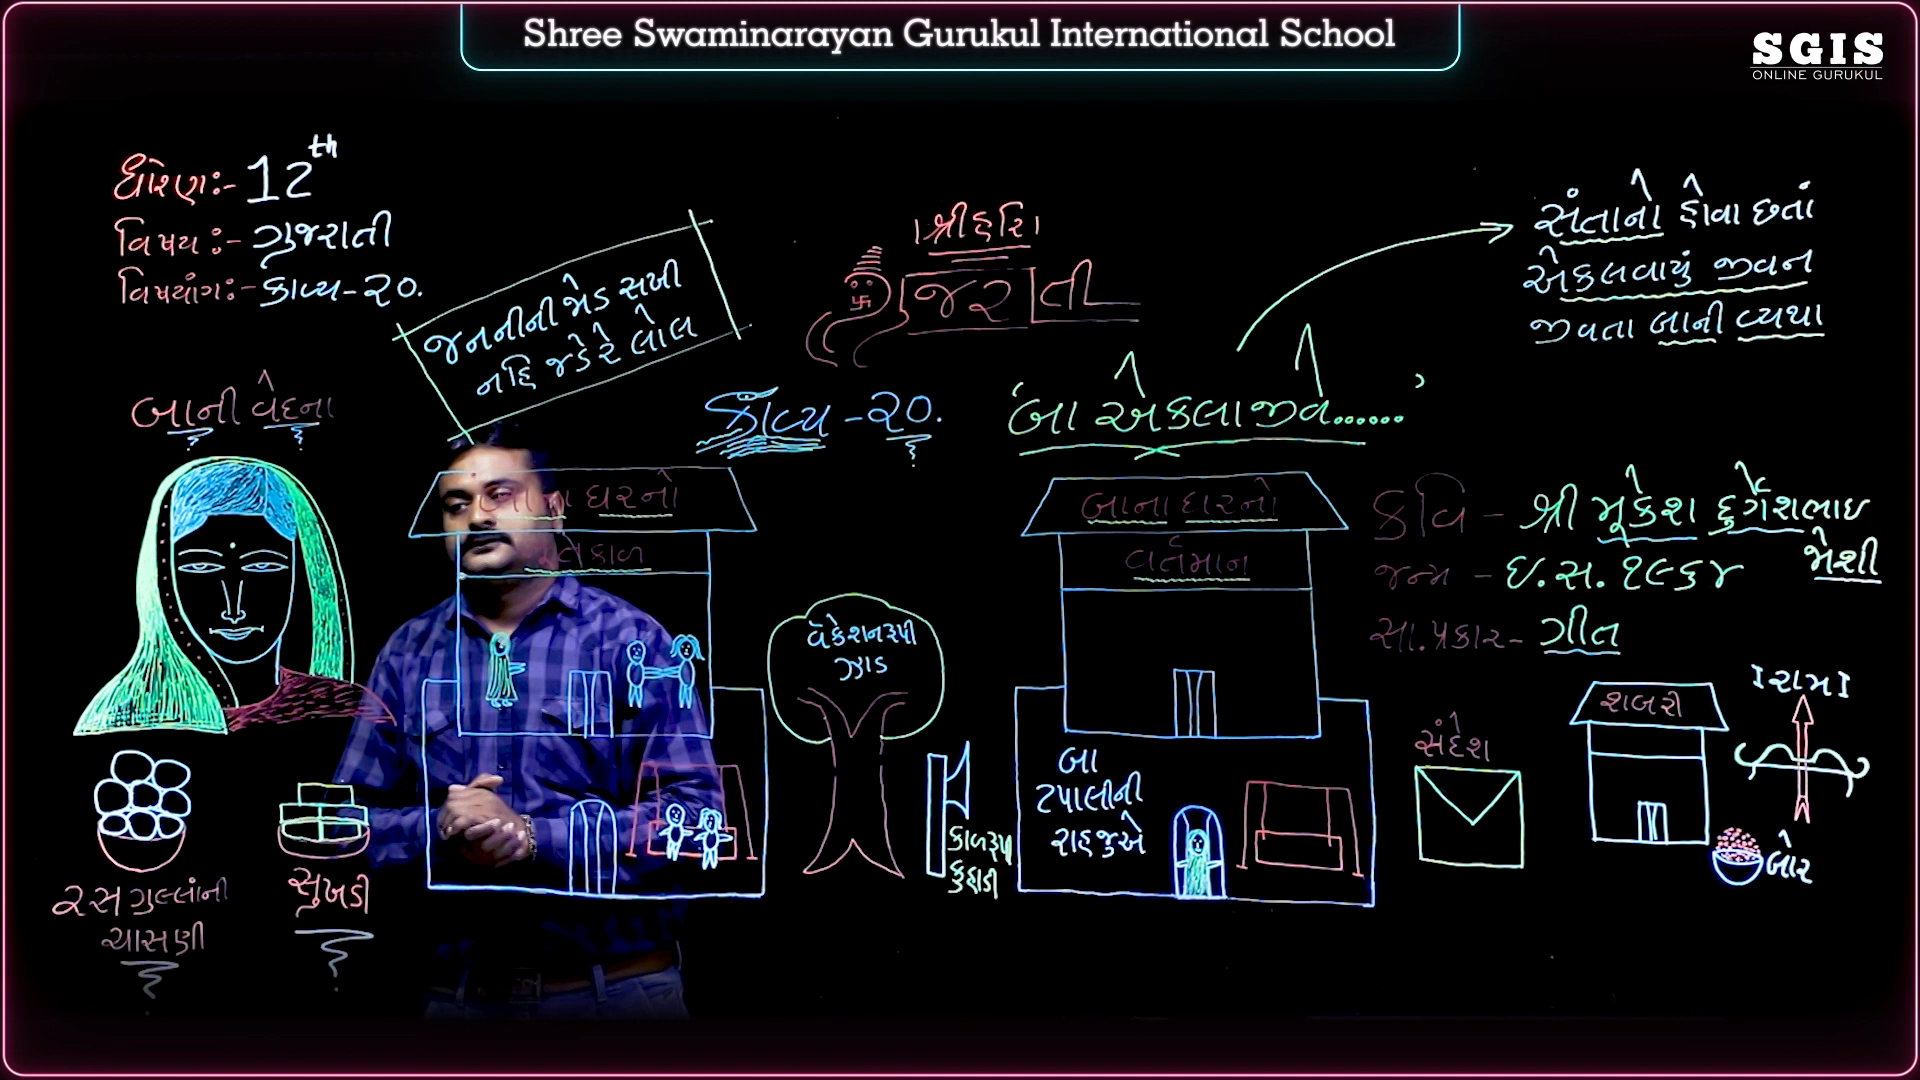 Shree Swaminarayan Gurukul International School
SGIS
ONLINE GURUKUL
ધોરણઃ- 12th
વિષયઃ- ગુજરાતી
વિષયાંગઃ- કાવ્ય-૨૦.
જનનીની જોડ સખી
નહિ જડે રે લોલ
।શ્રીહરિ।
જરાતી
સંતાનો હોવા છતાં
એકલવાયું જીવન
જીવતા બાની વ્યથા
બાની વેદના
કાવ્ય - ૨૦.
'બા એકલા જીવે......'
ઘરનો
બાના ઘરનો
વર્તમાન
કવિ - શ્રી મૂકેશ દુર્ગેશભાઇ
જોશી
જન્મ - ઇ.સ. ૧૯૬૪
સા.પ્રકાર- ગીત
વૅકેશનરૂપી
ઝાડ
કાળરૂપી
કુહાડી
બા
ટપાલીની
રાહ જુએ
સંદેશ
શબરી
।રામ।
બોર
રસગુલ્લાંની
ચાસણી
સુખડી